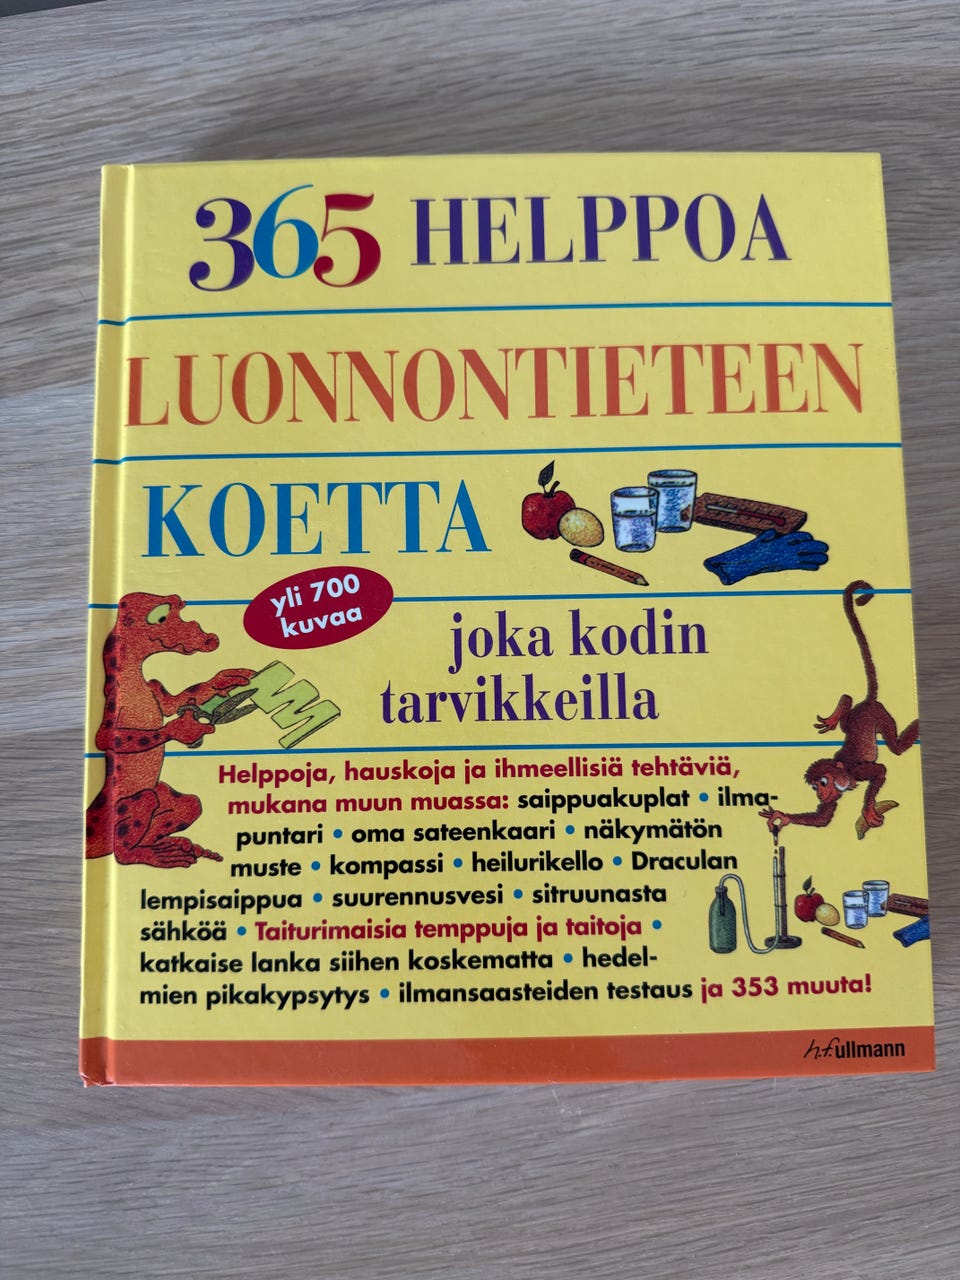 365 HELPPOA
LUONNONTIETEEN
KOETTA
yli 700
kuvaa
joka kodin
tarvikkeilla
Helppoja, hauskoja ja ihmeellisiä tehtäviä,
mukana muun muassa: saippuakuplat • ilma-
puntari • oma sateenkaari • näkymätön
muste • kompassi • heilurikello • Draculan
lempisaippua • suurennusvesi • sitruunasta
sähköä • Taiturimaisia temppuja ja taitoja •
katkaise lanka siihen koskematta • hedel-
mien pikakypsytys • ilmansaasteiden testaus ja 353 muuta!
h.f.ullmann